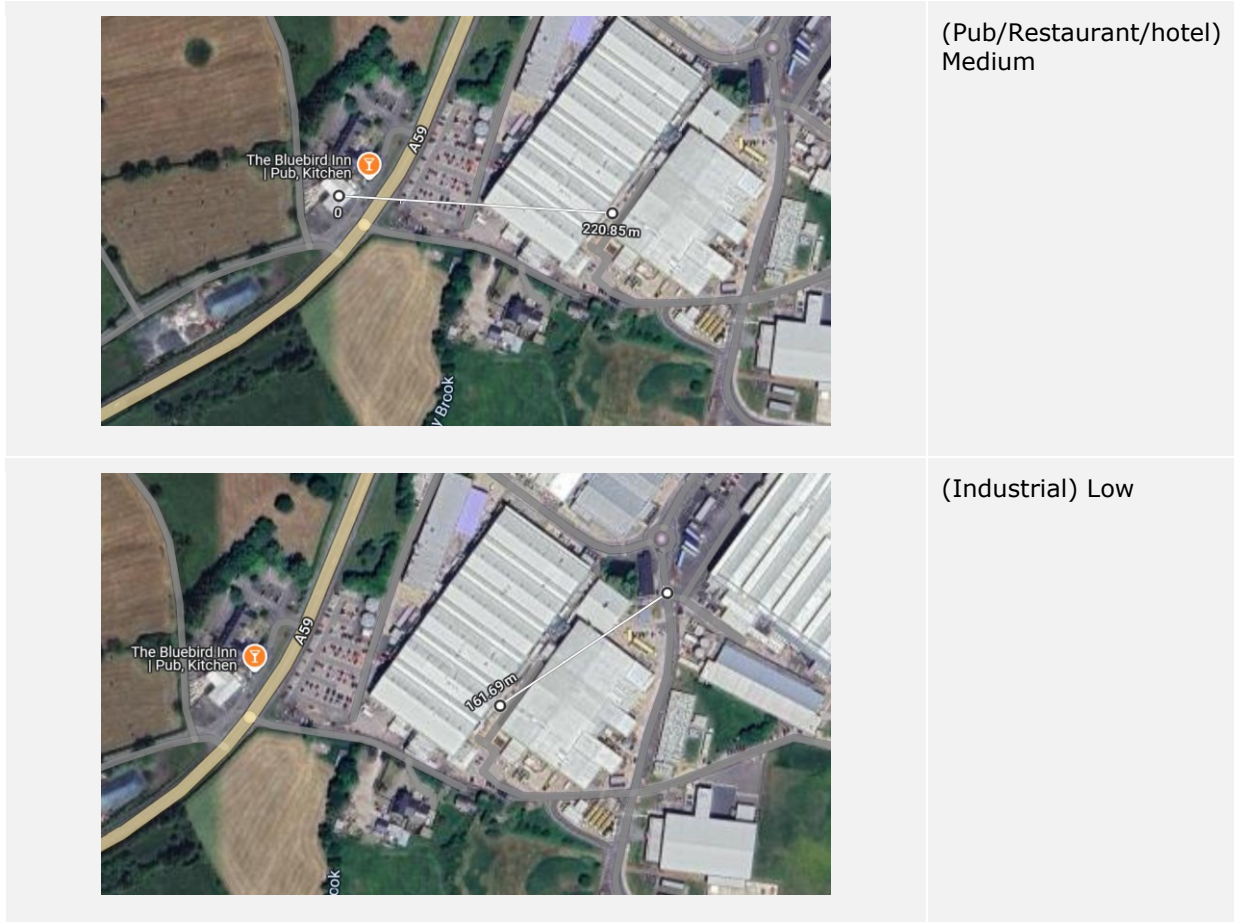 (Pub/Restaurant/hotel)
Medium
A59
The Bluebird Inn
| Pub, Kitchen
0
220.85 m
y Brook
(Industrial) Low
A59
The Bluebird Inn
| Pub, Kitchen
161.69 m
ook